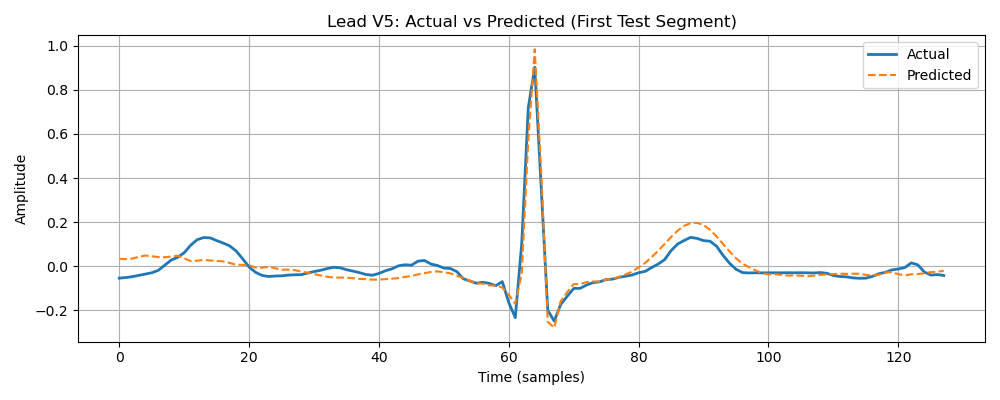 Lead V5: Actual vs Predicted (First Test Segment)
Actual
Predicted
Amplitude
1.0
0.8
0.6
0.4
0.2
0.0
−0.2
0 20 40 60 80 100 120
Time (samples)